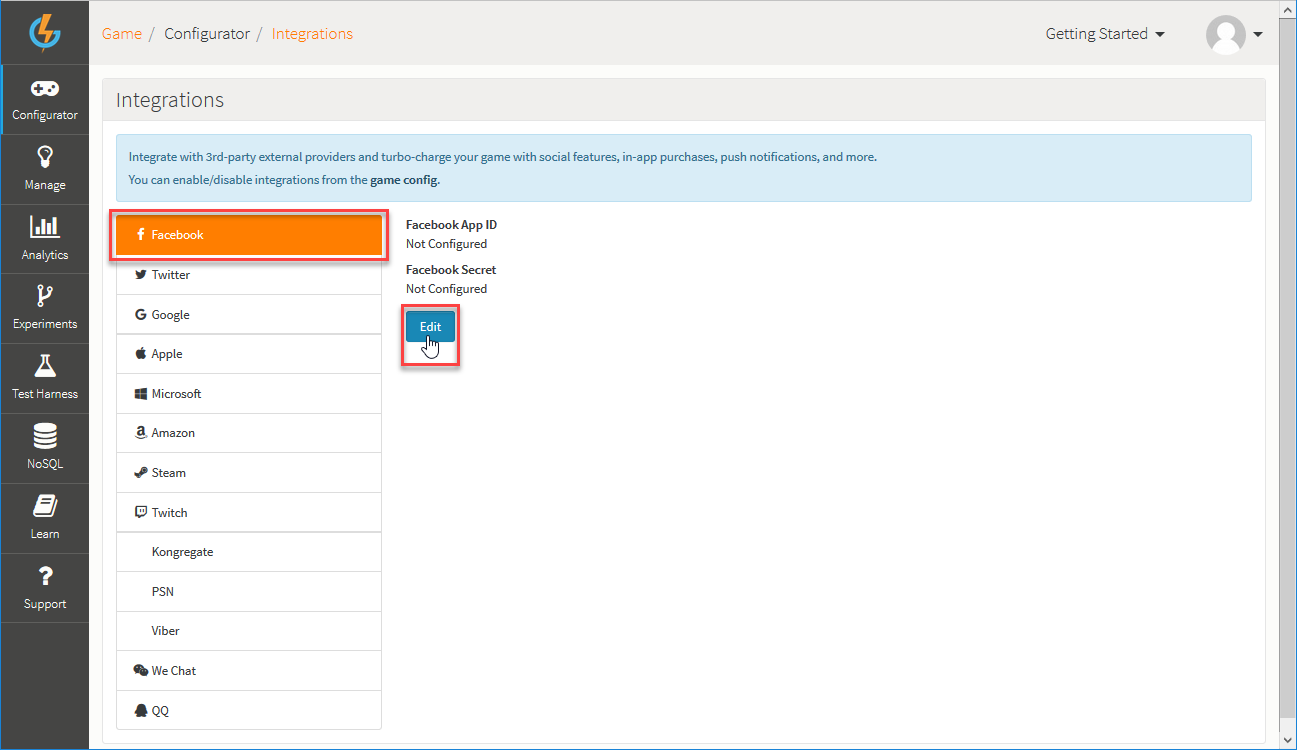 Game / Configurator / Integrations
Getting Started
Configurator
Manage
Analytics
Experiments
Test Harness
NoSQL
Learn
Support
Integrations
Integrate with 3rd-party external providers and turbo-charge your game with social features, in-app purchases, push notifications, and more.
You can enable/disable integrations from the game config.
Facebook
Twitter
Google
Apple
Microsoft
Amazon
Steam
Twitch
Kongregate
PSN
Viber
We Chat
QQ
Facebook App ID
Not Configured
Facebook Secret
Not Configured
Edit